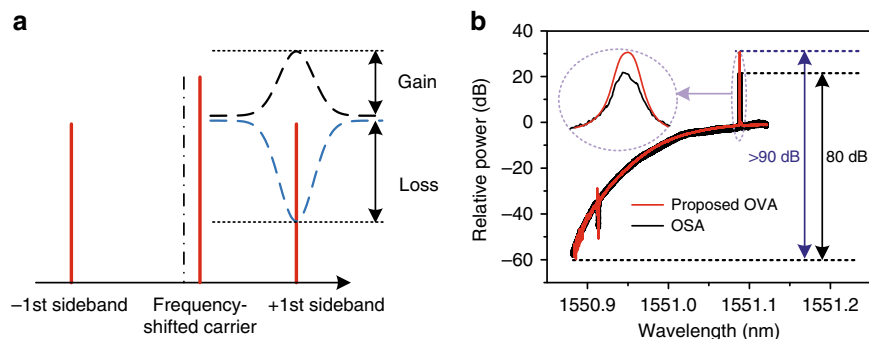 a
Gain
Loss
–1st sideband
Frequency-
shifted carrier
+1st sideband
b
Relative power (dB)
40
20
0
–20
–40
–60
>90 dB
80 dB
Proposed OVA
OSA
1550.9
1551.0
1551.1
1551.2
Wavelength (nm)